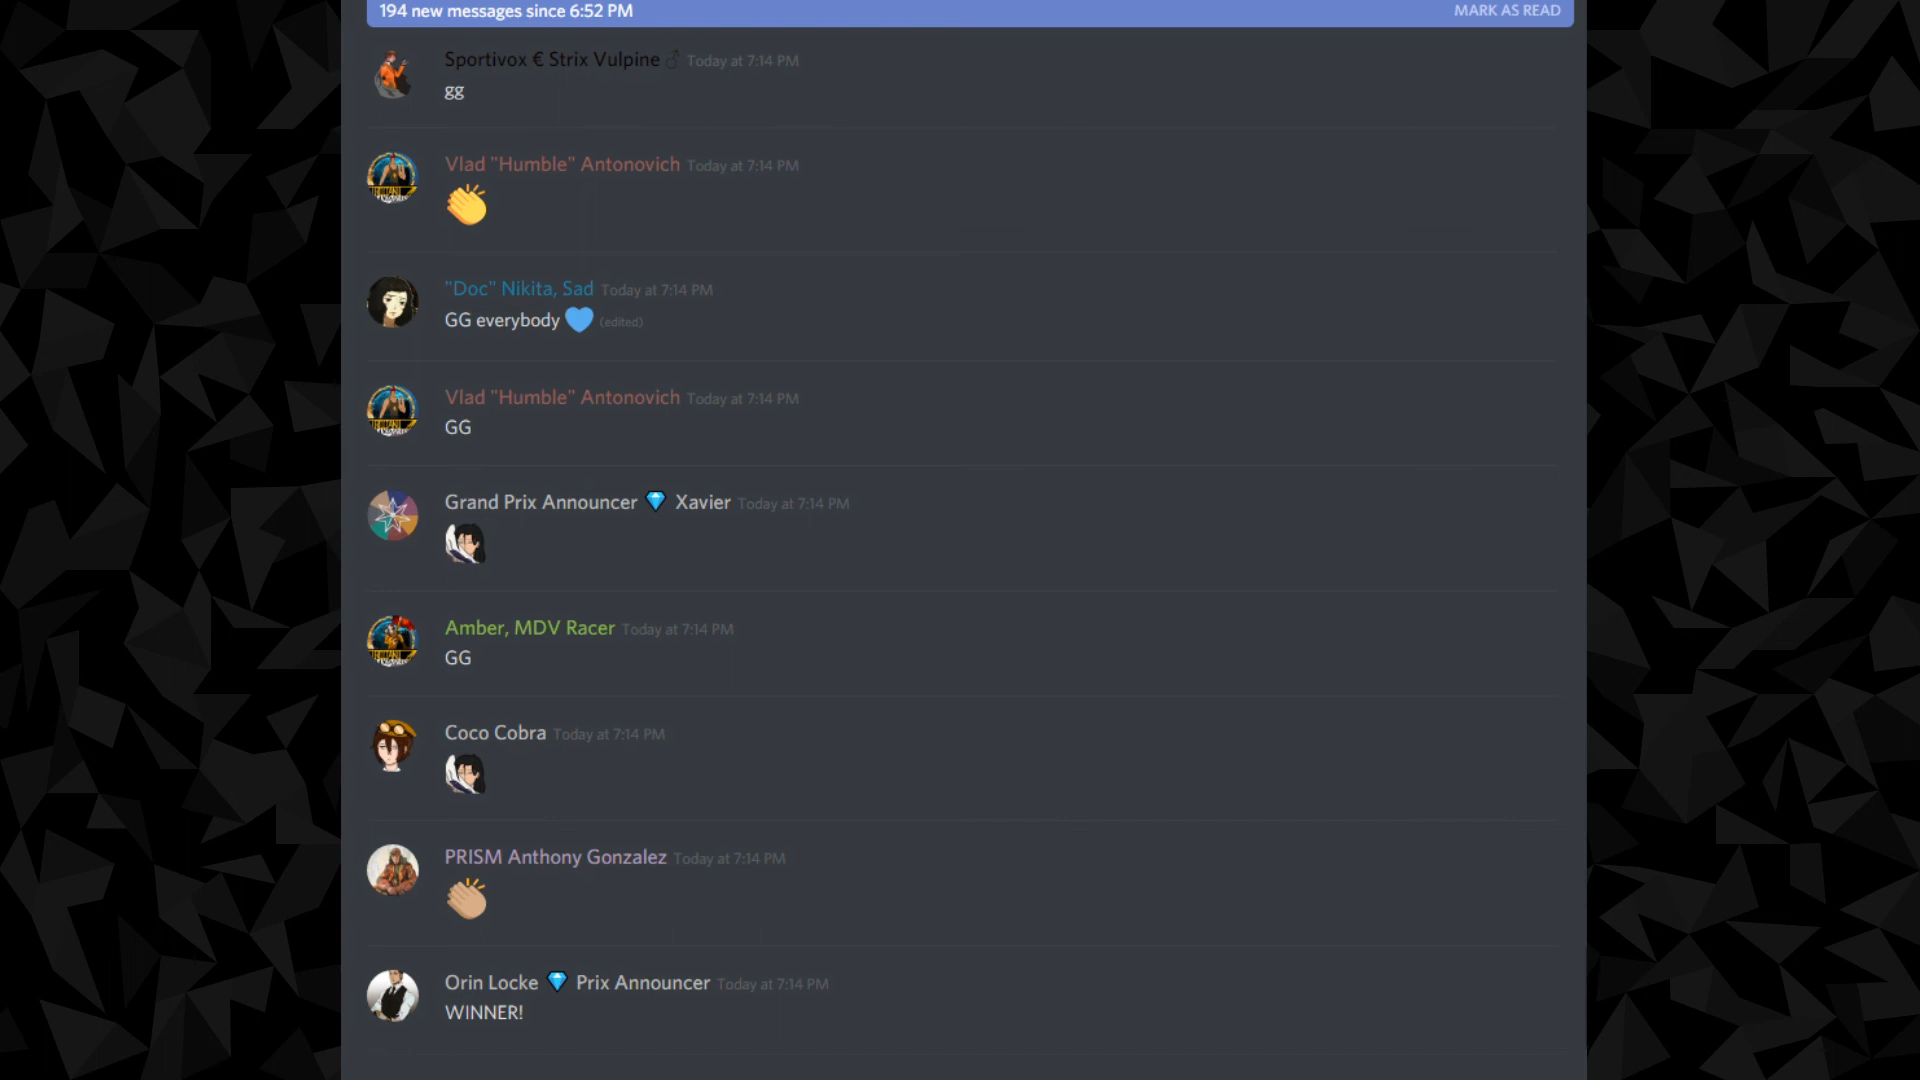 194 new messages since 6:52 PM MARK AS READ
Sportivox € Strix Vulpine ♂ Today at 7:14 PM
gg
Vlad "Humble" Antonovich Today at 7:14 PM
👏
"Doc" Nikita, Sad Today at 7:14 PM
GG everybody 💙 (edited)
Vlad "Humble" Antonovich Today at 7:14 PM
GG
Grand Prix Announcer 💎 Xavier Today at 7:14 PM
Amber, MDV Racer Today at 7:14 PM
GG
Coco Cobra Today at 7:14 PM
PRISM Anthony Gonzalez Today at 7:14 PM
👏🏼
Orin Locke 💎 Prix Announcer Today at 7:14 PM
WINNER!